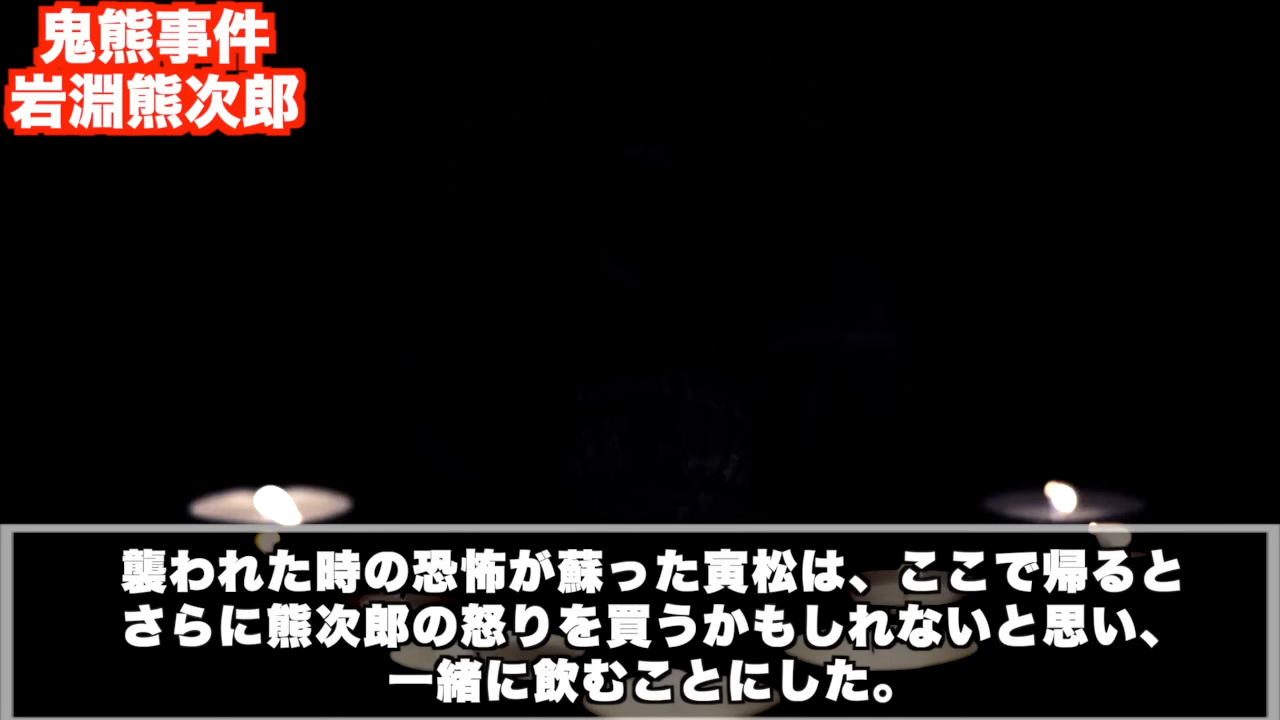 鬼熊事件
岩淵熊次郎
襲われた時の恐怖が蘇った寅松は、ここで帰ると
さらに熊次郎の怒りを買うかもしれないと思い、
一緒に飲むことにした。